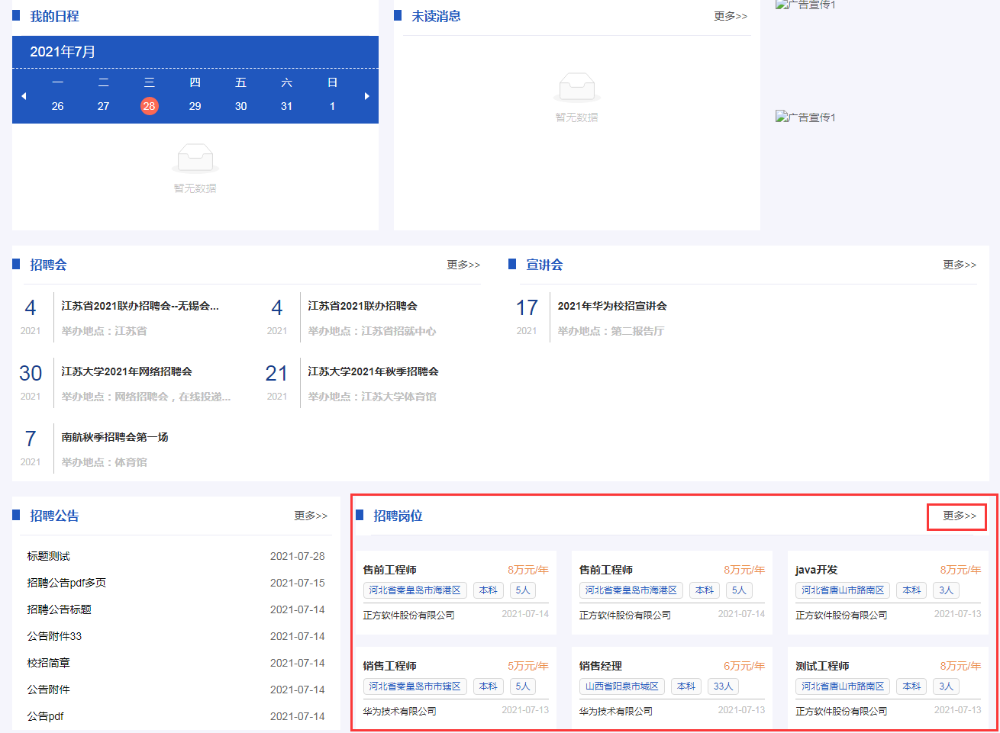 我的日程
2021年7月
一 二 三 四 五 六 日
26 27 28 29 30 31 1
暂无数据
未读消息 更多>>
暂无数据
广告宣传1
广告宣传1
招聘会 更多>>
4 江苏省2021联办招聘会--无锡会...
2021 举办地点：江苏省
4 江苏省2021联办招聘会
2021 举办地点：江苏省招就中心
30 江苏大学2021年网络招聘会
2021 举办地点：网络招聘会，在线投递...
21 江苏大学2021年秋季招聘会
2021 举办地点：江苏大学体育馆
7 南航秋季招聘会第一场
2021 举办地点：体育馆
宣讲会 更多>>
17 2021年华为校招宣讲会
2021 举办地点：第二报告厅
招聘公告 更多>>
标题测试 2021-07-28
招聘公告pdf多页 2021-07-15
招聘公告标题 2021-07-14
公告附件33 2021-07-14
校招简章 2021-07-14
公告附件 2021-07-14
公告pdf 2021-07-14
招聘岗位 更多>>
售前工程师 8万元/年
河北省秦皇岛市海港区 本科 5人
正方软件股份有限公司 2021-07-14
售前工程师 8万元/年
河北省秦皇岛市海港区 本科 5人
正方软件股份有限公司 2021-07-14
java开发 8万元/年
河北省唐山市路南区 本科 3人
正方软件股份有限公司 2021-07-13
销售工程师 5万元/年
河北省秦皇岛市市辖区 本科 5人
华为技术有限公司 2021-07-13
销售经理 6万元/年
山西省阳泉市城区 本科 33人
华为技术有限公司 2021-07-13
测试工程师 8万元/年
河北省唐山市路南区 本科 3人
正方软件股份有限公司 2021-07-13